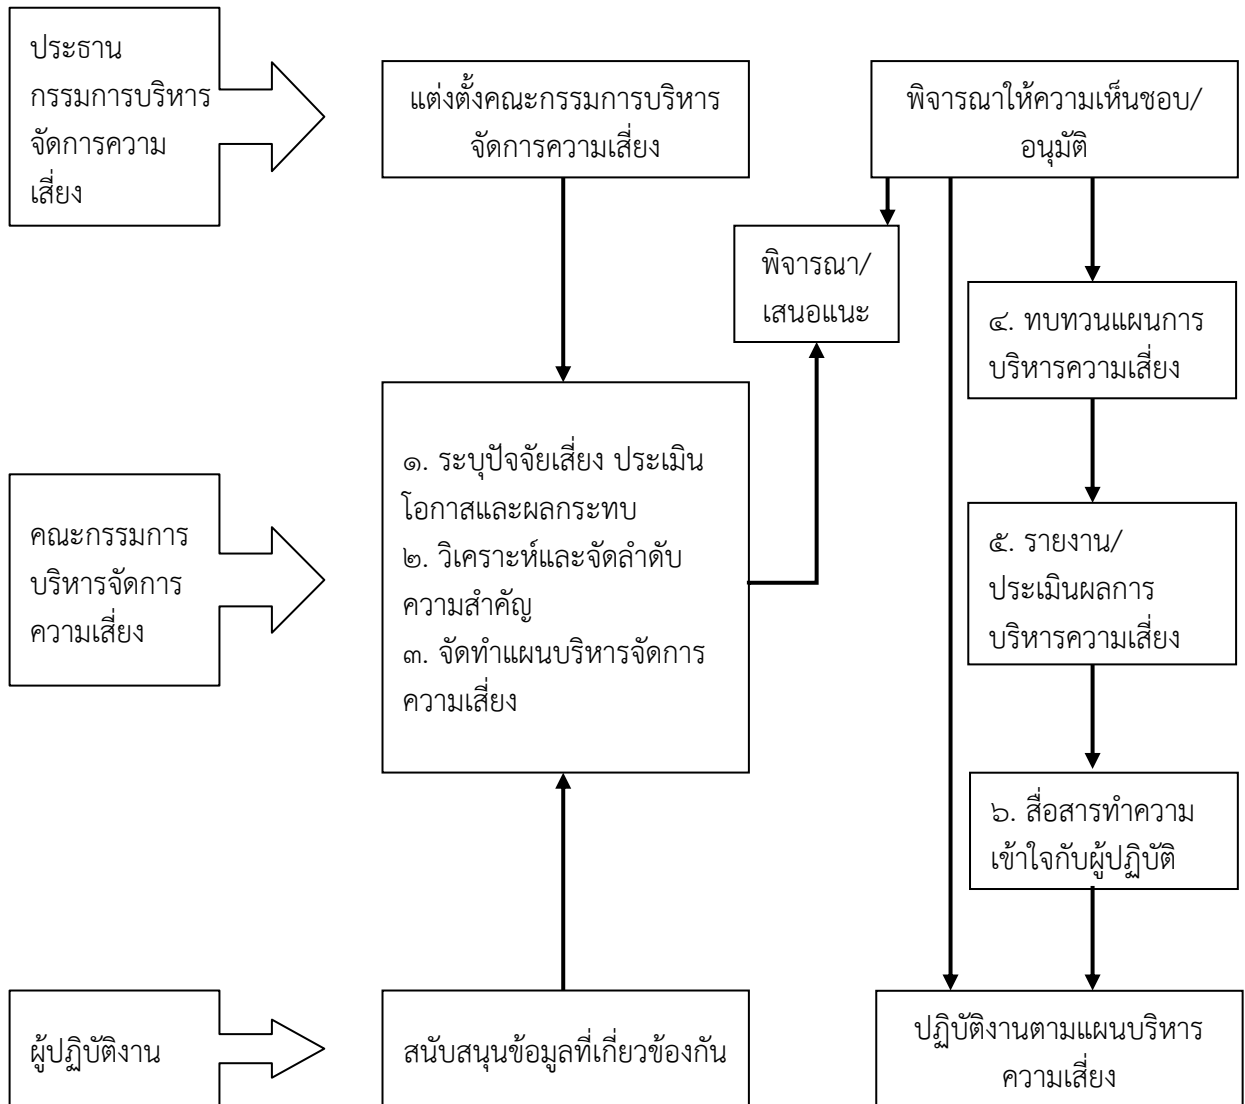 ประธาน
กรรมการบริหาร
จัดการความ
เสี่ยง
แต่งตั้งคณะกรรมการบริหาร
จัดการความเสี่ยง
พิจารณาให้ความเห็นชอบ/
อนุมัติ
พิจารณา/
เสนอแนะ
๔. ทบทวนแผนการ
บริหารความเสี่ยง
คณะกรรมการ
บริหารจัดการ
ความเสี่ยง
๑. ระบุปัจจัยเสี่ยง ประเมิน
โอกาสและผลกระทบ
๒. วิเคราะห์และจัดลำดับ
ความสำคัญ
๓. จัดทำแผนบริหารจัดการ
ความเสี่ยง
๕. รายงาน/
ประเมินผลการ
บริหารความเสี่ยง
๖. สื่อสารทำความ
เข้าใจกับผู้ปฏิบัติ
ผู้ปฏิบัติงาน
สนับสนุนข้อมูลที่เกี่ยวข้องกัน
ปฏิบัติงานตามแผนบริหาร
ความเสี่ยง